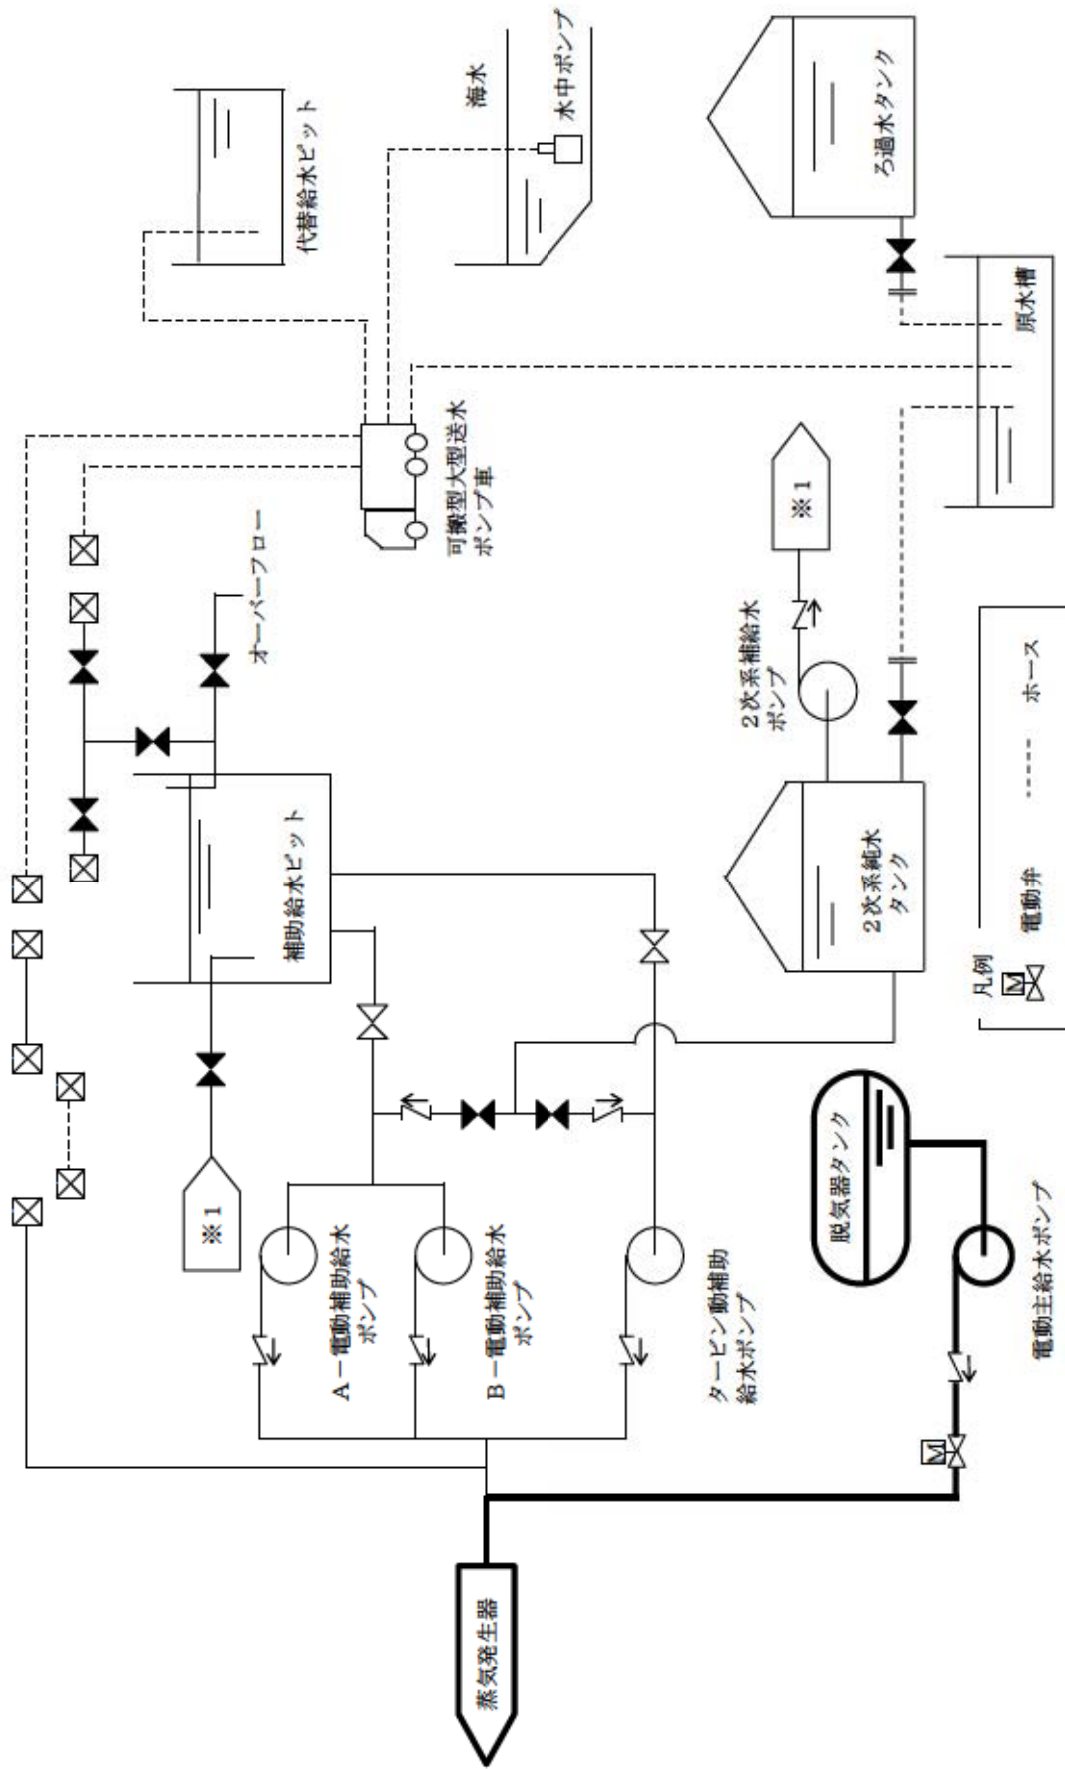 蒸気発生器
A－電動補助給水
ポンプ
B－電動補助給水
ポンプ
タービン動補助
給水ポンプ
電動主給水ポンプ
脱気器タンク
※1
補助給水ピット
オーバーフロー
可搬型大型送水
ポンプ車
代替給水ピット
海水
水中ポンプ
2次系純水
タンク
2次系補給水
ポンプ
※1
原水槽
ろ過水タンク
凡例
M
電動弁
ホース
M